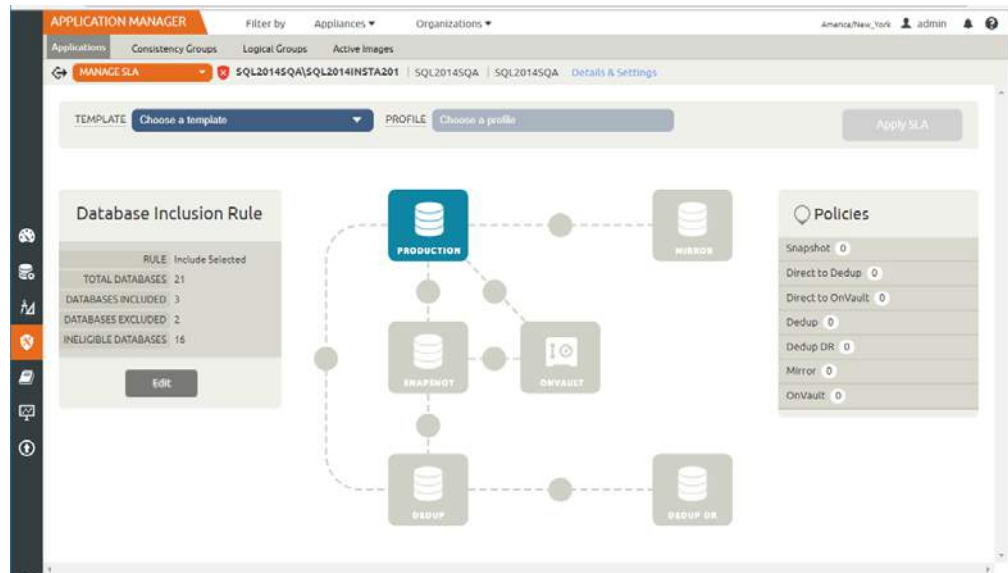 APPLICATION MANAGER Filter by Appliances Organizations America/New_York admin
Applications Consistency Groups Logical Groups Active Images
MANAGE SLA SQL2014SQA\SQL2014INSTA201 | SQL2014SQA | SQL2014SQA Details & Settings
TEMPLATE Choose a template PROFILE Choose a profile Apply SLA
Database Inclusion Rule
RULE Include Selected
TOTAL DATABASES 21
DATABASES INCLUDED 3
DATABASES EXCLUDED 2
INELIGIBLE DATABASES 16
Edit
PRODUCTION
MIRROR
SNAPSHOT
ONVAULT
DEDUP
DEDUP DR
Policies
Snapshot 0
Direct to Dedup 0
Direct to OnVault 0
Dedup 0
Dedup DR 0
Mirror 0
OnVault 0